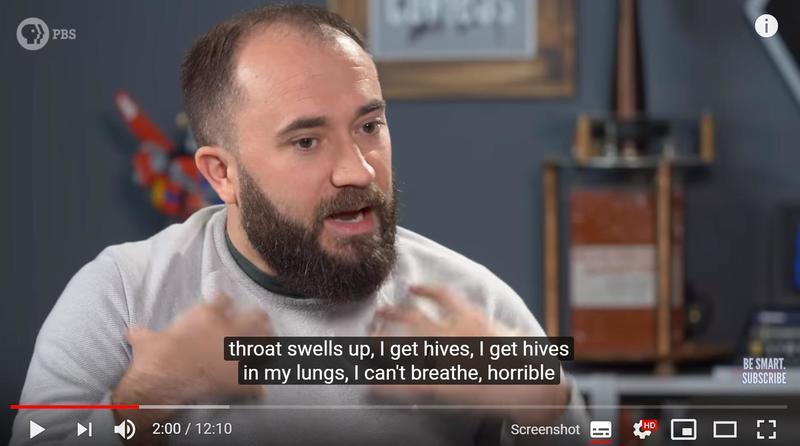 PBS
throat swells up, I get hives, I get hives
in my lungs, I can't breathe, horrible
BE SMART.
SUBSCRIBE
2:00 / 12:10
Screenshot
HD